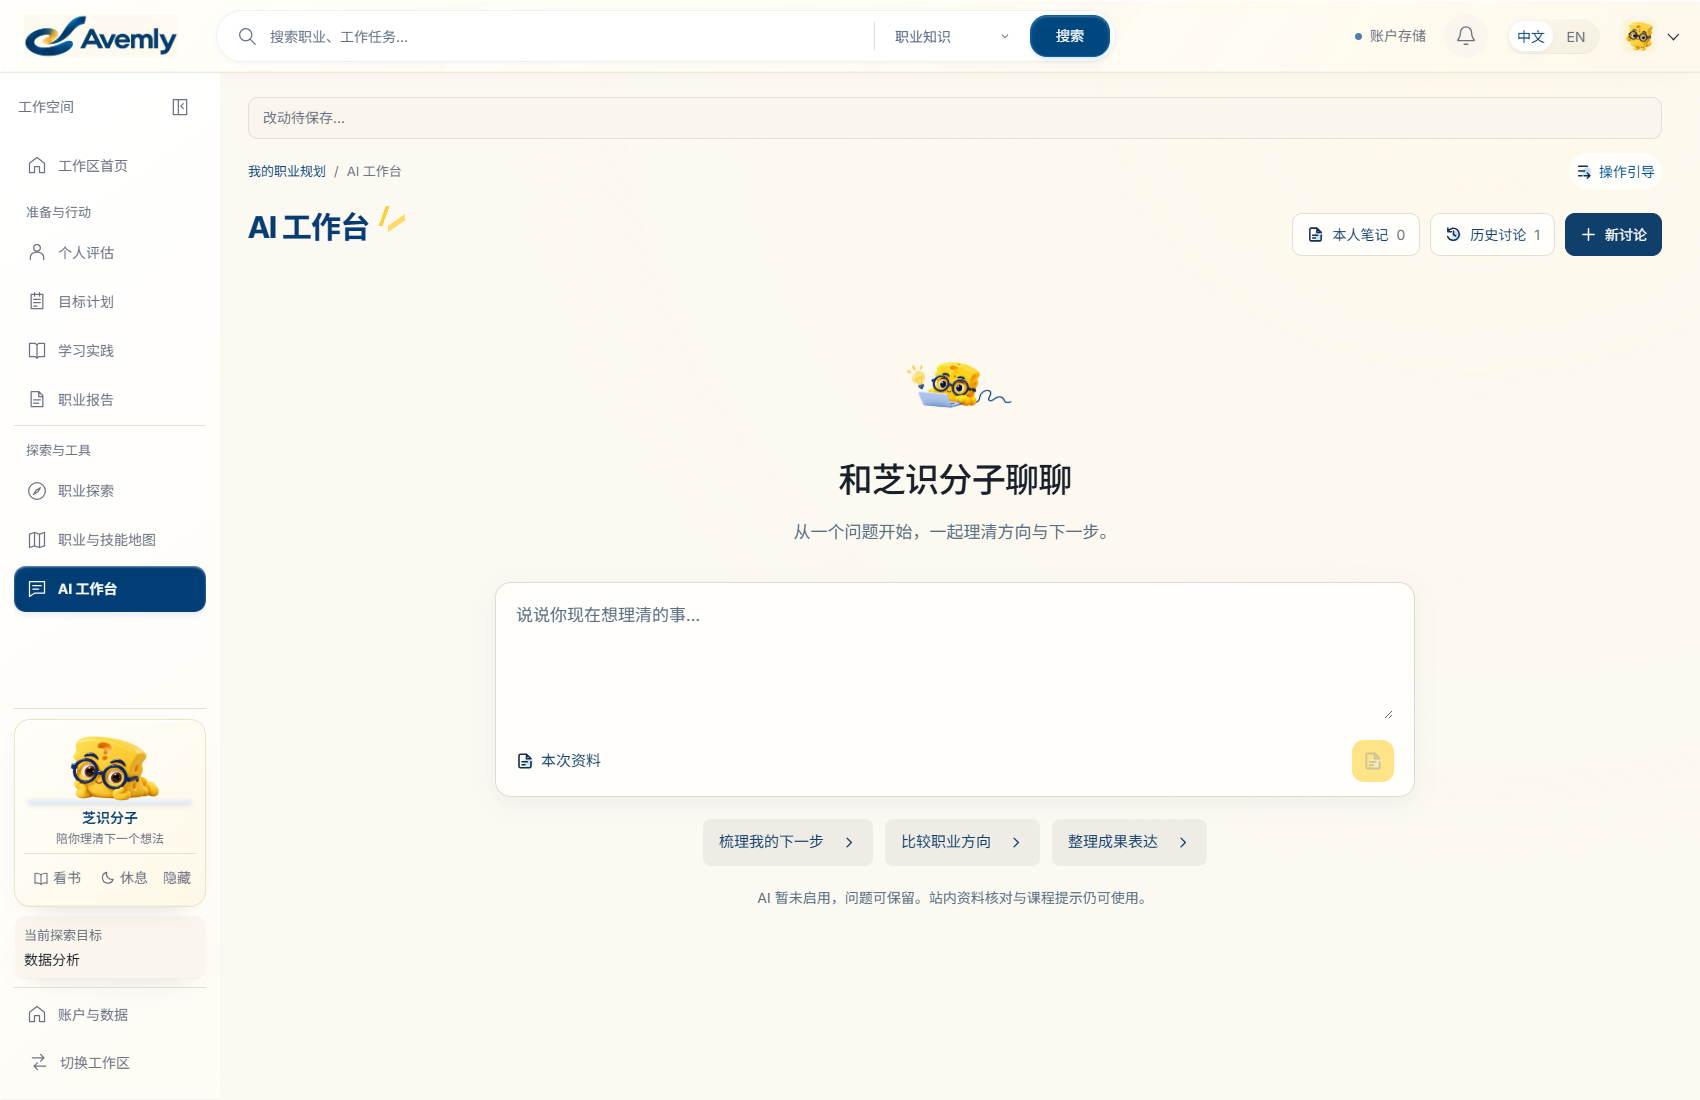 Avemly
搜索职业、工作任务...
职业知识
搜索
账户存储
中文
EN
工作空间
工作区首页
准备与行动
个人评估
目标计划
学习实践
职业报告
探索与工具
职业探索
职业与技能地图
AI 工作台
芝识分子
陪你理清下一个想法
看书
休息
隐藏
当前探索目标
数据分析
账户与数据
切换工作区
改动待保存...
我的职业规划 / AI 工作台
操作引导
AI 工作台
本人笔记 0
历史讨论 1
新讨论
和芝识分子聊聊
从一个问题开始，一起理清方向与下一步。
说说你现在想理清的事...
本次资料
梳理我的下一步
比较职业方向
整理成果表达
AI 暂未启用，问题可保留。站内资料核对与课程提示仍可使用。